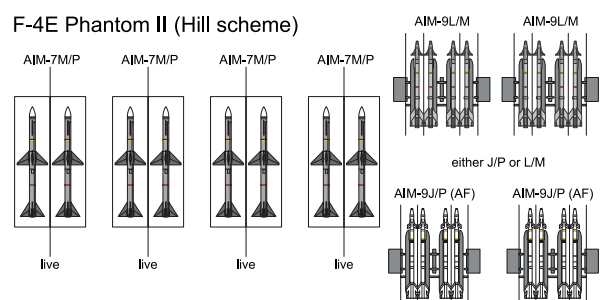 F-4E Phantom II (Hill scheme)
AIM-7M/P AIM-7M/P AIM-7M/P AIM-7M/P
AIM-9L/M AIM-9L/M
either J/P or L/M
AIM-9J/P (AF) AIM-9J/P (AF)
live live live live